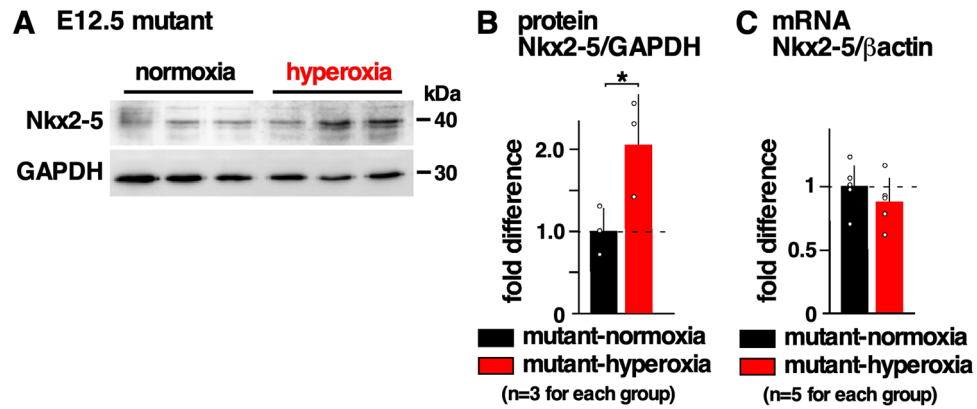 A E12.5 mutant
normoxia hyperoxia
kDa
Nkx2-5
40
GAPDH
30
B protein
Nkx2-5/GAPDH
*
fold difference
2.0
1.0
0
mutant-normoxia
mutant-hyperoxia
(n=3 for each group)
C mRNA
Nkx2-5/βactin
fold difference
1
0.5
0
mutant-normoxia
mutant-hyperoxia
(n=5 for each group)